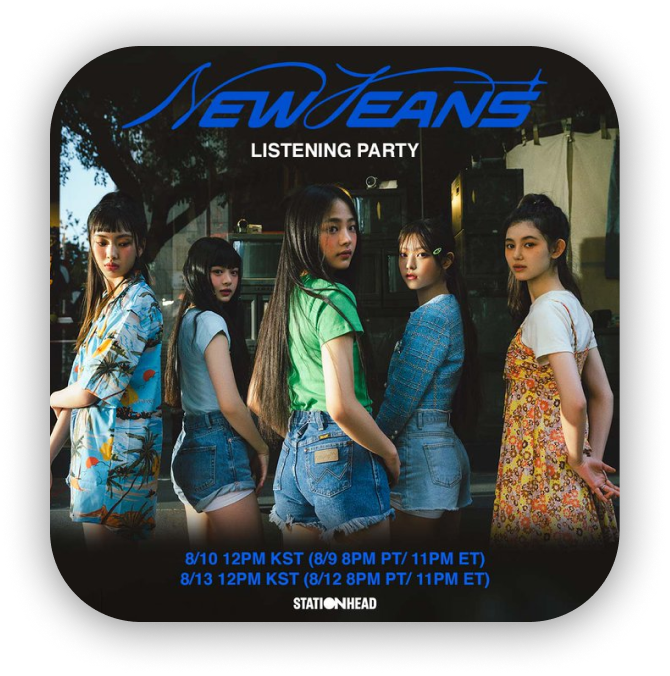 NEWJEANS
LISTENING PARTY
8/10 12PM KST (8/9 8PM PT/ 11PM ET)
8/13 12PM KST (8/12 8PM PT/ 11PM ET)
STATIONHEAD